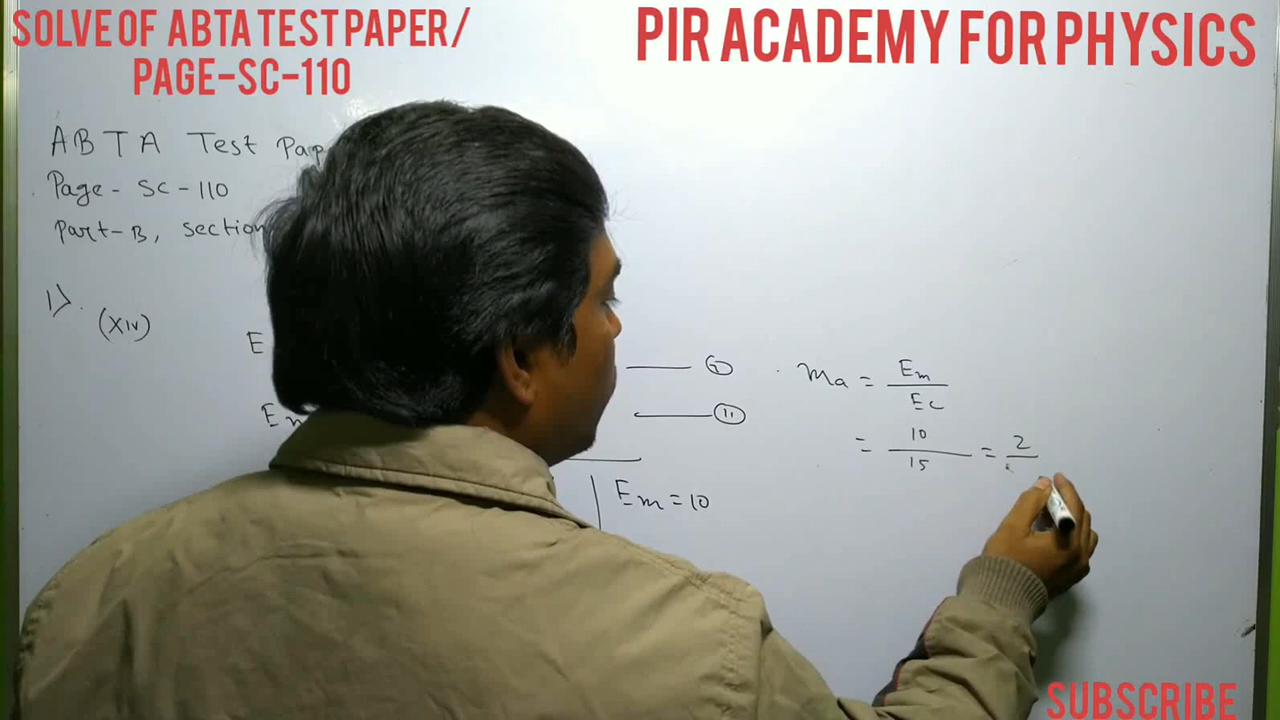 SOLVE OF ABTA TEST PAPER/
PAGE-SC-110
PIR ACADEMY FOR PHYSICS
ABTA Test Pap
Page - SC - 110
Part-B, section
1>.
(xiv)
E
(i)
Em
(ii)
Em = 10
ma = Em / Ec
= 10 / 15 = 2
SUBSCRIBE